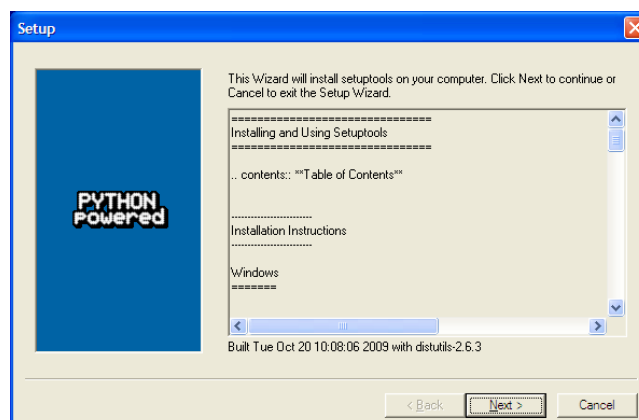 Setup
This Wizard will install setuptools on your computer. Click Next to continue or
Cancel to exit the Setup Wizard.
===============================
Installing and Using Setuptools
===============================
.. contents:: **Table of Contents**
-------------------------
Installation Instructions
-------------------------
Windows
=======
PYTHON
powered
Built Tue Oct 20 10:08:06 2009 with distutils-2.6.3
< Back
Next >
Cancel